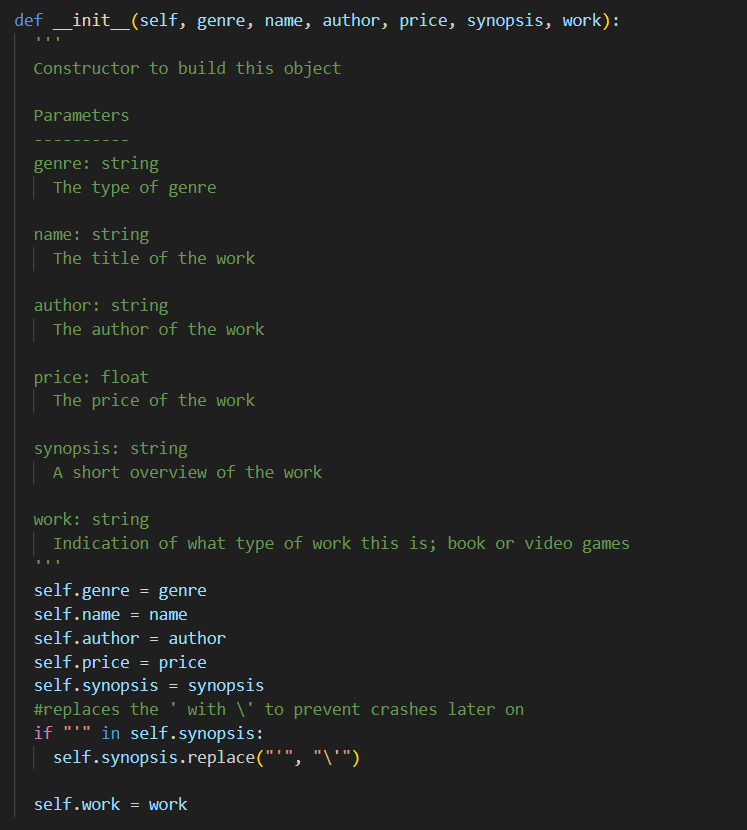 def __init__(self, genre, name, author, price, synopsis, work):
'''
Constructor to build this object
Parameters
----------
genre: string
The type of genre
name: string
The title of the work
author: string
The author of the work
price: float
The price of the work
synopsis: string
A short overview of the work
work: string
Indication of what type of work this is; book or video games
'''
self.genre = genre
self.name = name
self.author = author
self.price = price
self.synopsis = synopsis
#replaces the ' with \' to prevent crashes later on
if "'" in self.synopsis:
self.synopsis.replace("'", "\'")
self.work = work